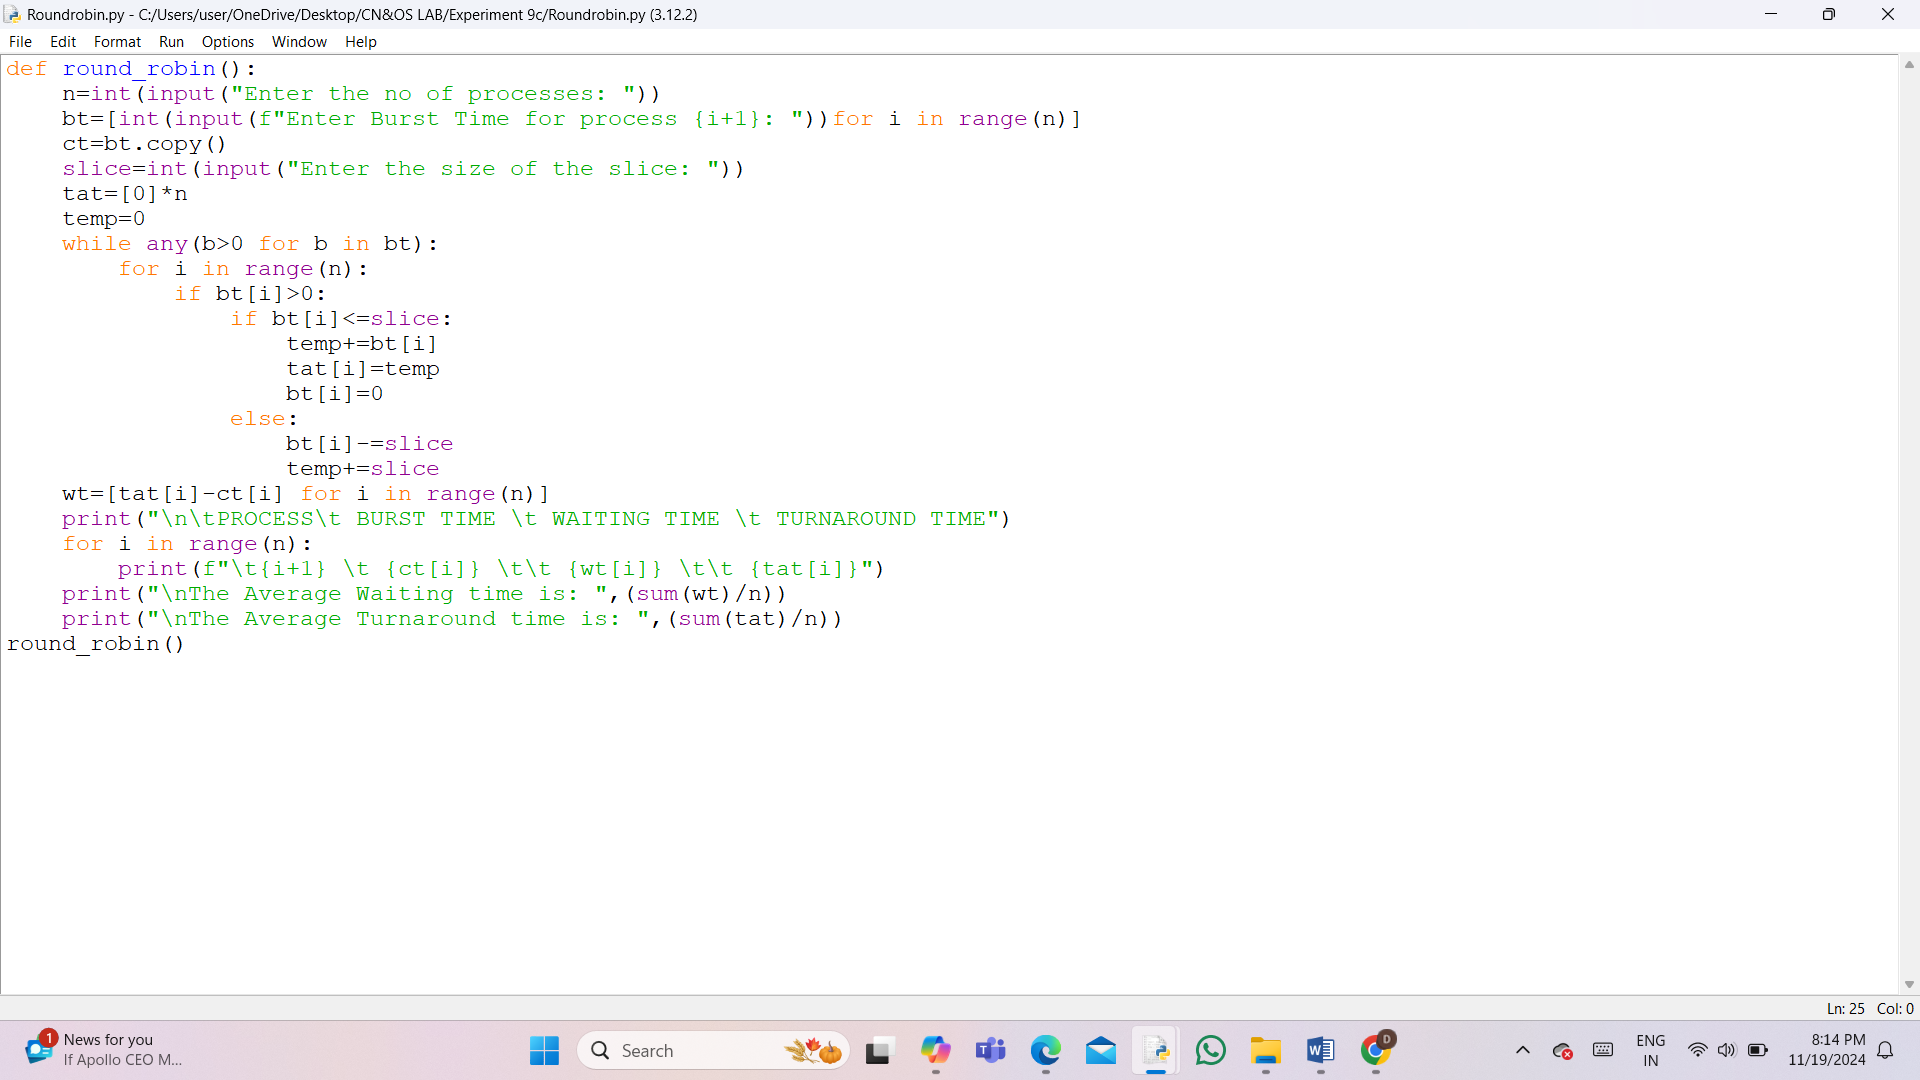 Roundrobin.py - C:/Users/user/OneDrive/Desktop/CN&OS LAB/Experiment 9c/Roundrobin.py (3.12.2)
File Edit Format Run Options Window Help
def round_robin():
    n=int(input("Enter the no of processes: "))
    bt=[int(input(f"Enter Burst Time for process {i+1}: "))for i in range(n)]
    ct=bt.copy()
    slice=int(input("Enter the size of the slice: "))
    tat=[0]*n
    temp=0
    while any(b>0 for b in bt):
        for i in range(n):
            if bt[i]>0:
                if bt[i]<=slice:
                    temp+=bt[i]
                    tat[i]=temp
                    bt[i]=0
                else:
                    bt[i]-=slice
                    temp+=slice
    wt=[tat[i]-ct[i] for i in range(n)]
    print("\n\tPROCESS\t BURST TIME \t WAITING TIME \t TURNAROUND TIME")
    for i in range(n):
        print(f"\t{i+1} \t {ct[i]} \t\t {wt[i]} \t\t {tat[i]}")
    print("\nThe Average Waiting time is: ",(sum(wt)/n))
    print("\nThe Average Turnaround time is: ",(sum(tat)/n))
round_robin()
Ln: 25 Col: 0
1
News for you
If Apollo CEO M...
Search
D
ENG
IN
8:14 PM
11/19/2024